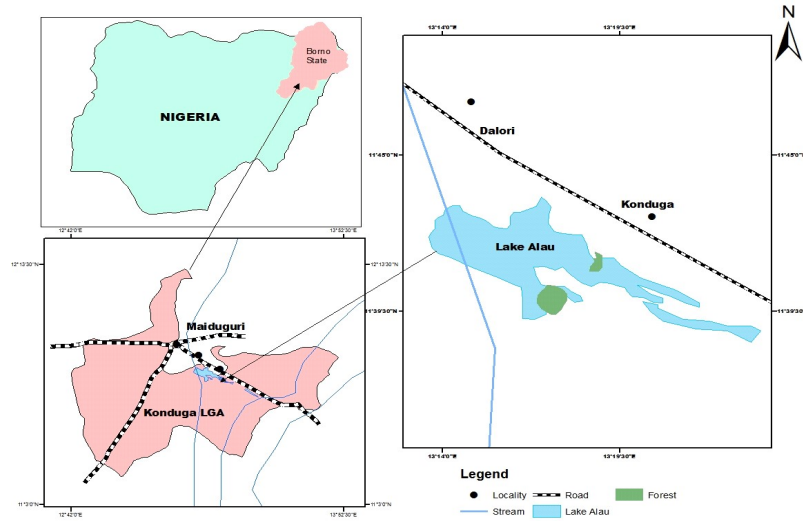 Borno
State
NIGERIA
12°42'0"E
13°52'30"E
12°13'30"N
12°13'30"N
Maiduguri
Konduga LGA
11°3'0"N
11°3'0"N
12°42'0"E
13°52'30"E
N
13°14'0"E
13°19'30"E
Dalori
11°45'0"N
11°45'0"N
Konduga
Lake Alau
11°39'30"N
11°39'30"N
13°14'0"E
13°19'30"E
Legend
Locality
Road
Forest
Stream
Lake Alau